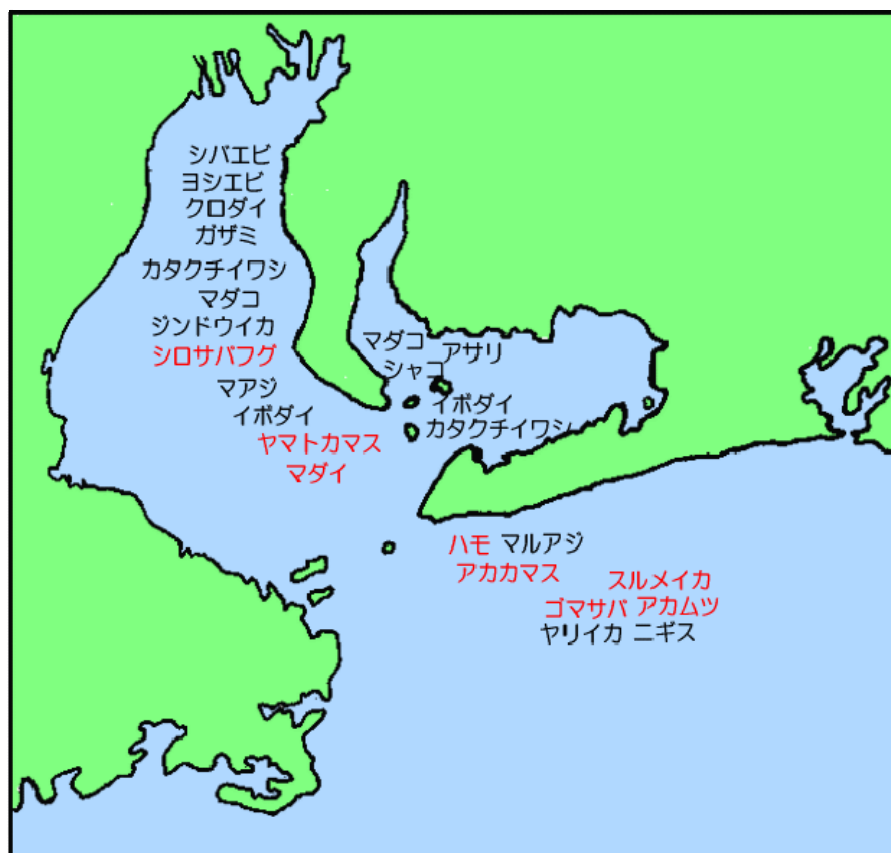 シバエビ
ヨシエビ
クロダイ
ガザミ
カタクチイワシ
マダコ
ジンドウイカ
シロサバフグ
マアジ
イボダイ
ヤマトカマス
マダイ
マダコ
アサリ
シャコ
イボダイ
カタクチイワシ
ハモ マルアジ
アカカマス
スルメイカ
ゴマサバ アカムツ
ヤリイカ ニギス